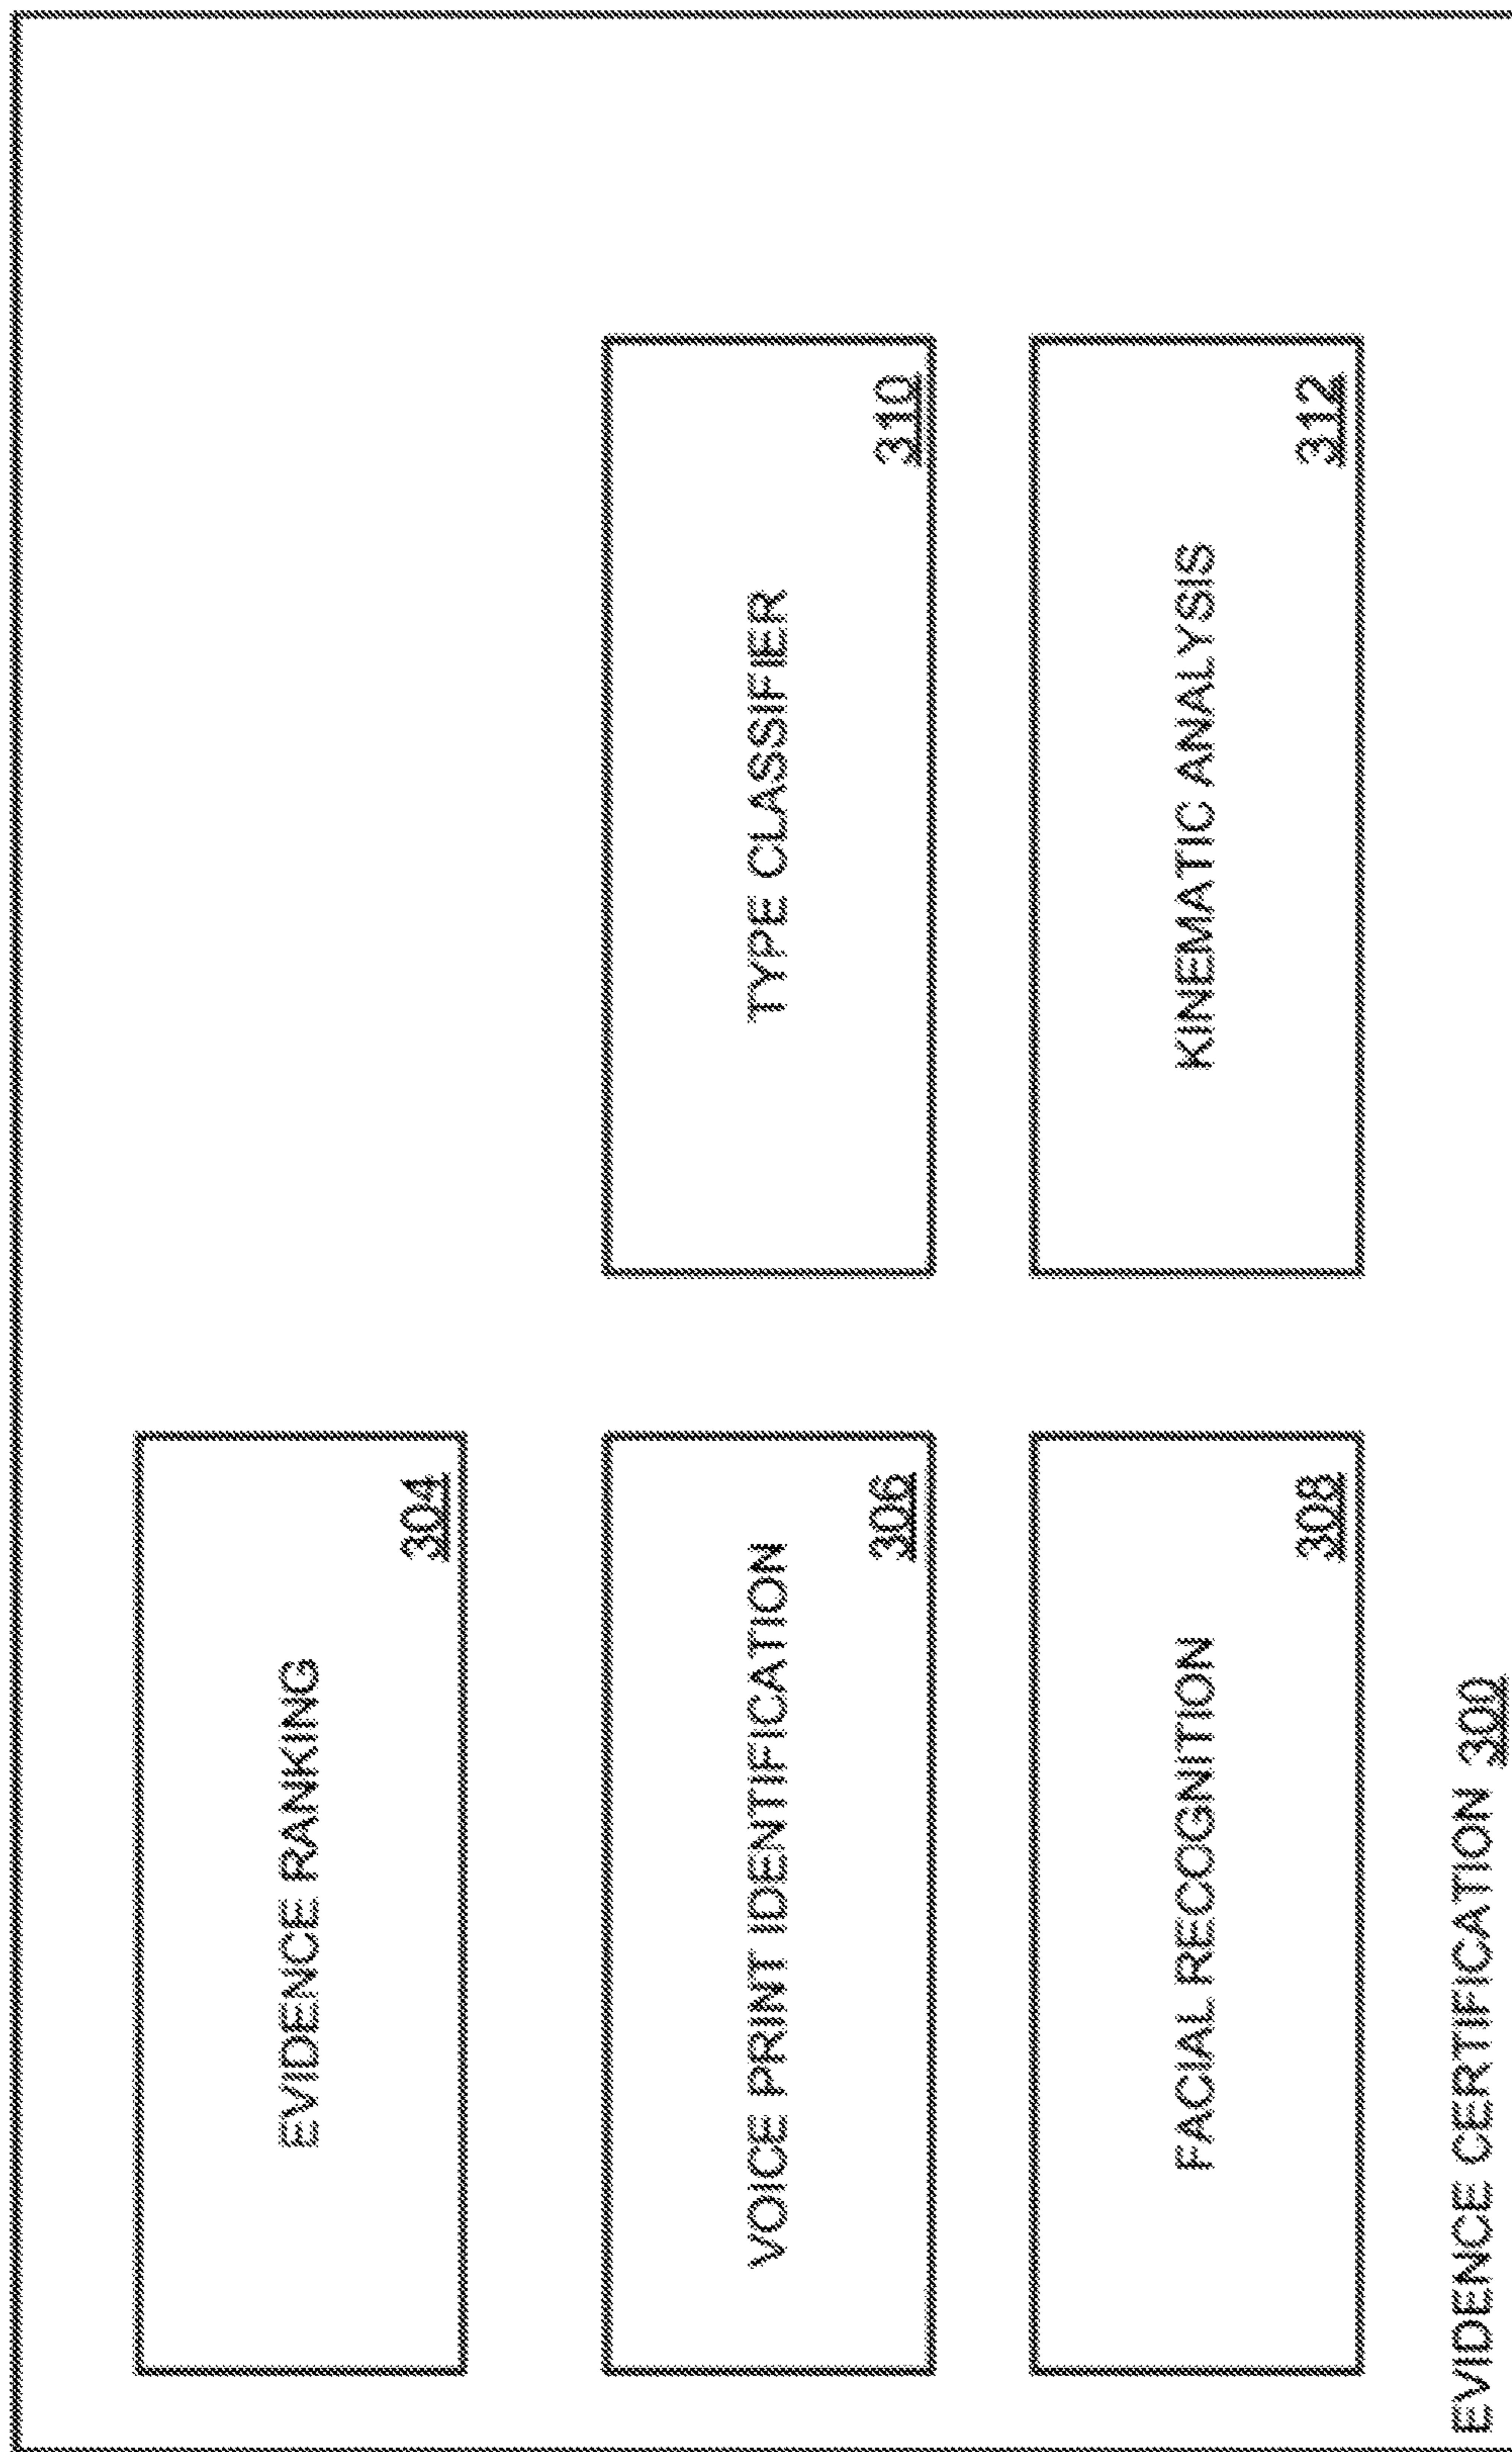 EVIDENCE RANKING
304
VOICE PRINT IDENTIFICATION
306
TYPE CLASSIFIER
310
FACIAL RECOGNITION
308
KINEMATIC ANALYSIS
312
EVIDENCE CERTIFICATION 300